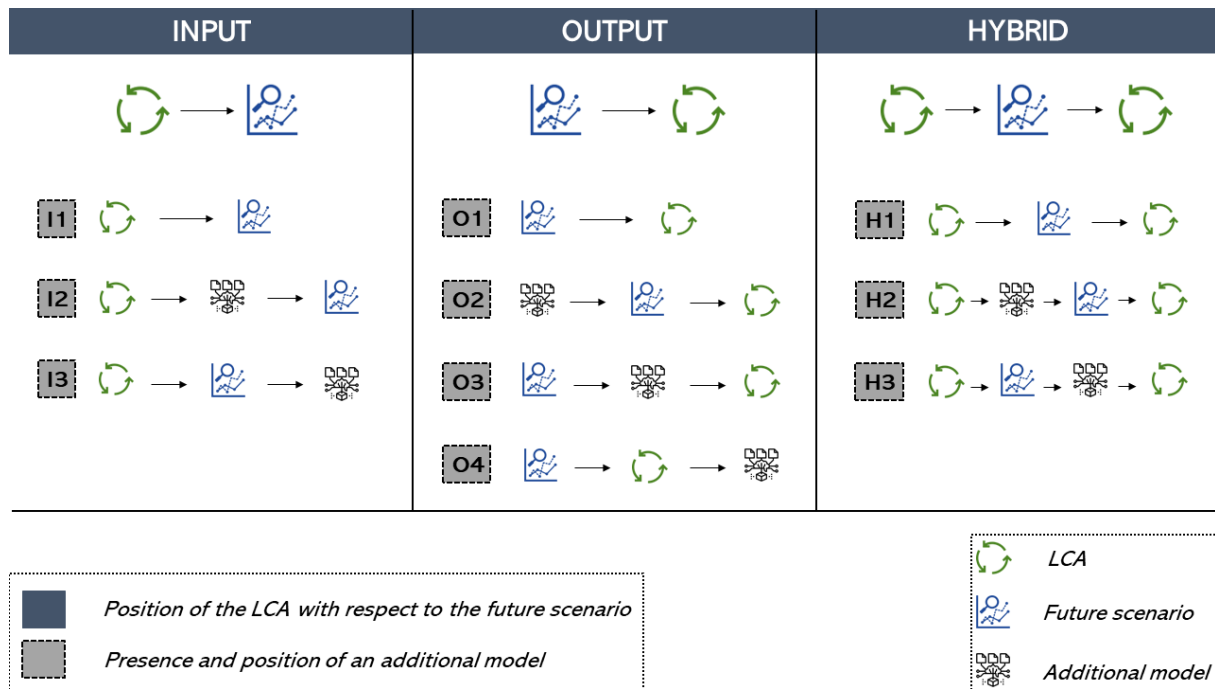 INPUT
OUTPUT
HYBRID
I1
O1
H1
I2
O2
H2
I3
O3
H3
O4
Position of the LCA with respect to the future scenario
Presence and position of an additional model
LCA
Future scenario
Additional model